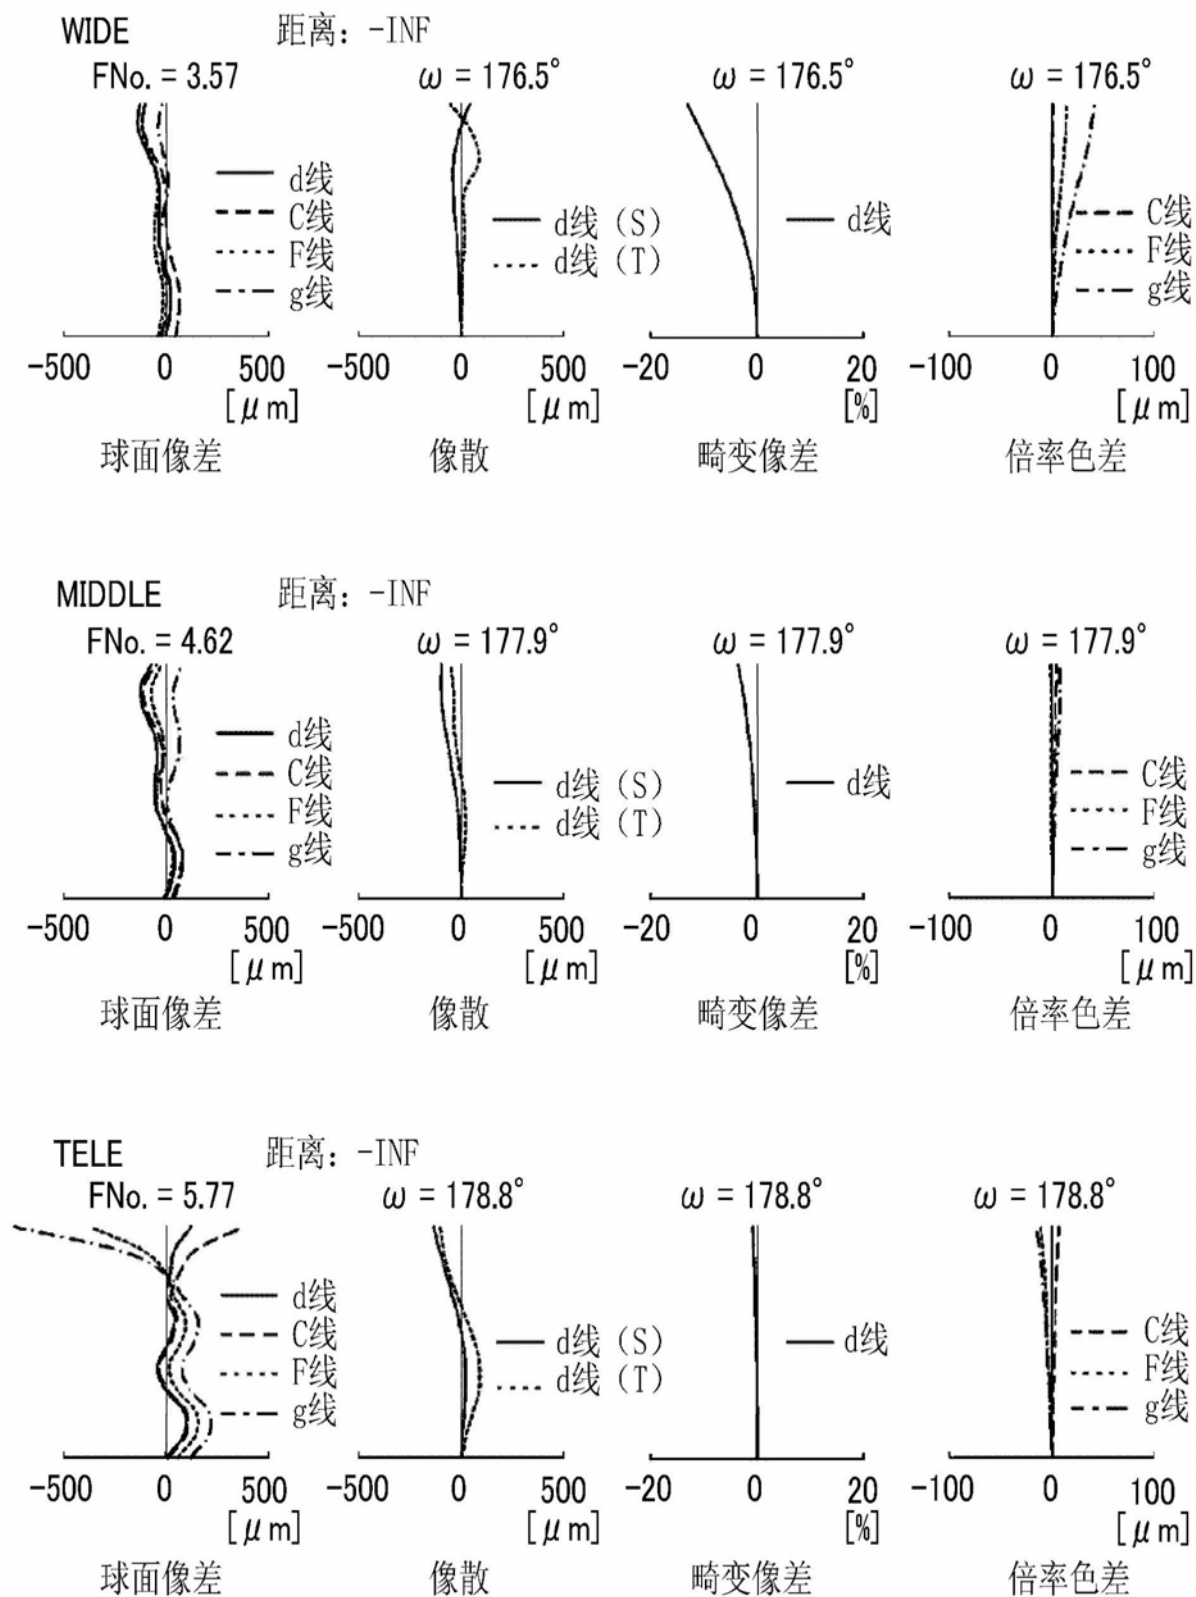 WIDE 距离：-INF
FNo. = 3.57 ω = 176.5° ω = 176.5° ω = 176.5°
d线
C线
F线
g线
d线（S）
d线（T）
d线
C线
F线
g线
-500 0 500 -500 0 500 -20 0 20 -100 0 100
[μm] [μm] [%] [μm]
球面像差 像散 畸变像差 倍率色差
MIDDLE 距离：-INF
FNo. = 4.62 ω = 177.9° ω = 177.9° ω = 177.9°
d线
C线
F线
g线
d线（S）
d线（T）
d线
C线
F线
g线
-500 0 500 -500 0 500 -20 0 20 -100 0 100
[μm] [μm] [%] [μm]
球面像差 像散 畸变像差 倍率色差
TELE 距离：-INF
FNo. = 5.77 ω = 178.8° ω = 178.8° ω = 178.8°
d线
C线
F线
g线
d线（S）
d线（T）
d线
C线
F线
g线
-500 0 500 -500 0 500 -20 0 20 -100 0 100
[μm] [μm] [%] [μm]
球面像差 像散 畸变像差 倍率色差